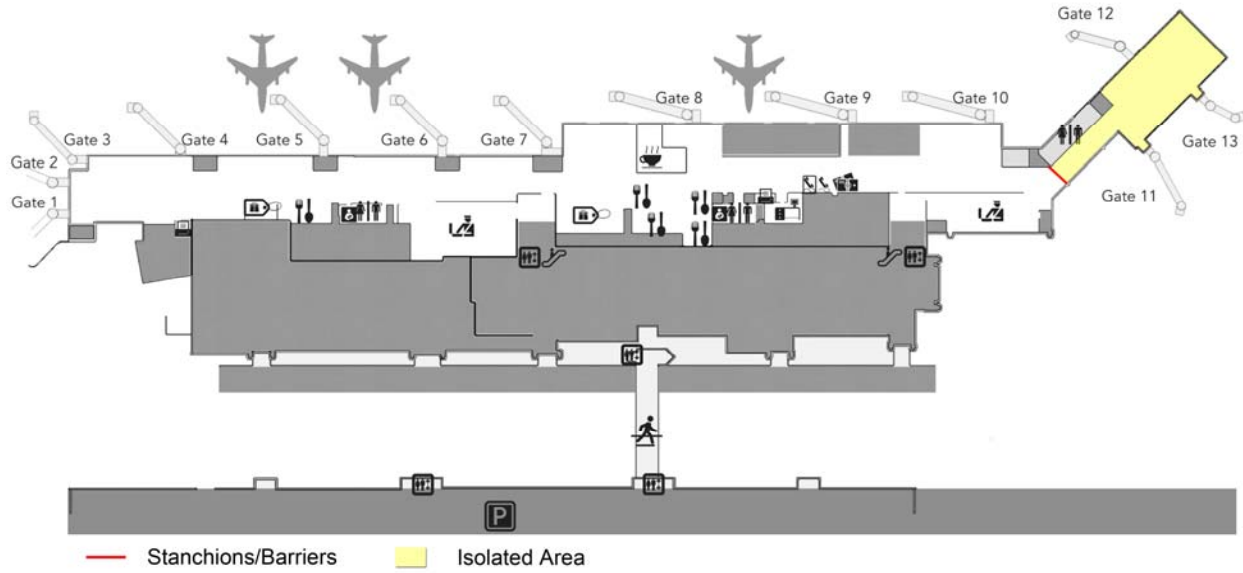 Gate 12
Gate 8
Gate 9
Gate 10
Gate 3
Gate 4
Gate 5
Gate 6
Gate 7
Gate 13
Gate 2
Gate 11
Gate 1
P
Stanchions/Barriers
Isolated Area